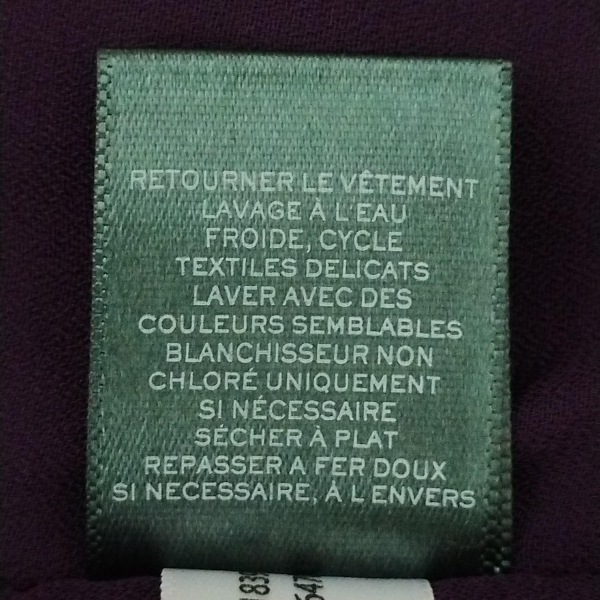 RETOURNER LE VÊTEMENT
LAVAGE À L'EAU
FROIDE, CYCLE
TEXTILES DELICATS
LAVER AVEC DES
COULEURS SEMBLABLES
BLANCHISSEUR NON
CHLORÉ UNIQUEMENT
SI NÉCESSAIRE
SÉCHER À PLAT
REPASSER A FER DOUX
SI NECESSAIRE, À L'ENVERS